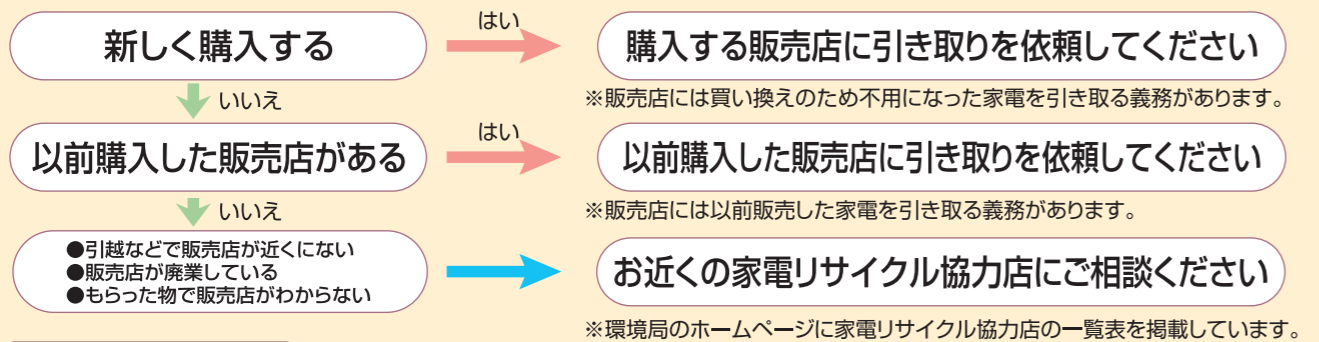 新しく購入する
はい
購入する販売店に引き取りを依頼してください
※販売店には買い換えのため不用になった家電を引き取る義務があります。
いいえ
以前購入した販売店がある
はい
以前購入した販売店に引き取りを依頼してください
※販売店には以前販売した家電を引き取る義務があります。
いいえ
●引越などで販売店が近くにない
●販売店が廃業している
●もらった物で販売店がわからない
お近くの家電リサイクル協力店にご相談ください
※環境局のホームページに家電リサイクル協力店の一覧表を掲載しています。